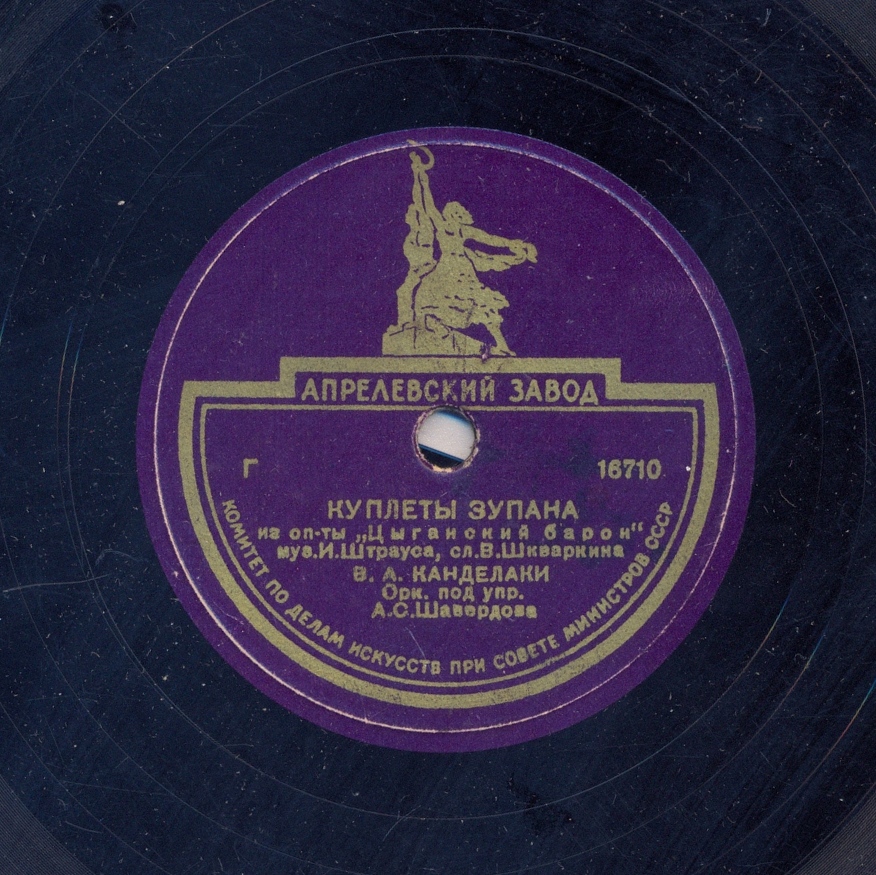 АПРЕЛЕВСКИЙ ЗАВОД
Г 16710
КУПЛЕТЫ ЗУПАНА
из оп-ты „Цыганский барон“
муз.И.Штрауса, сл.В.Шкваркина
В. А. КАНДЕЛАКИ
Орк. под упр.
А.С.Шавердова
КОМИТЕТ ПО ДЕЛАМ ИСКУССТВ ПРИ СОВЕТЕ МИНИСТРОВ СССР